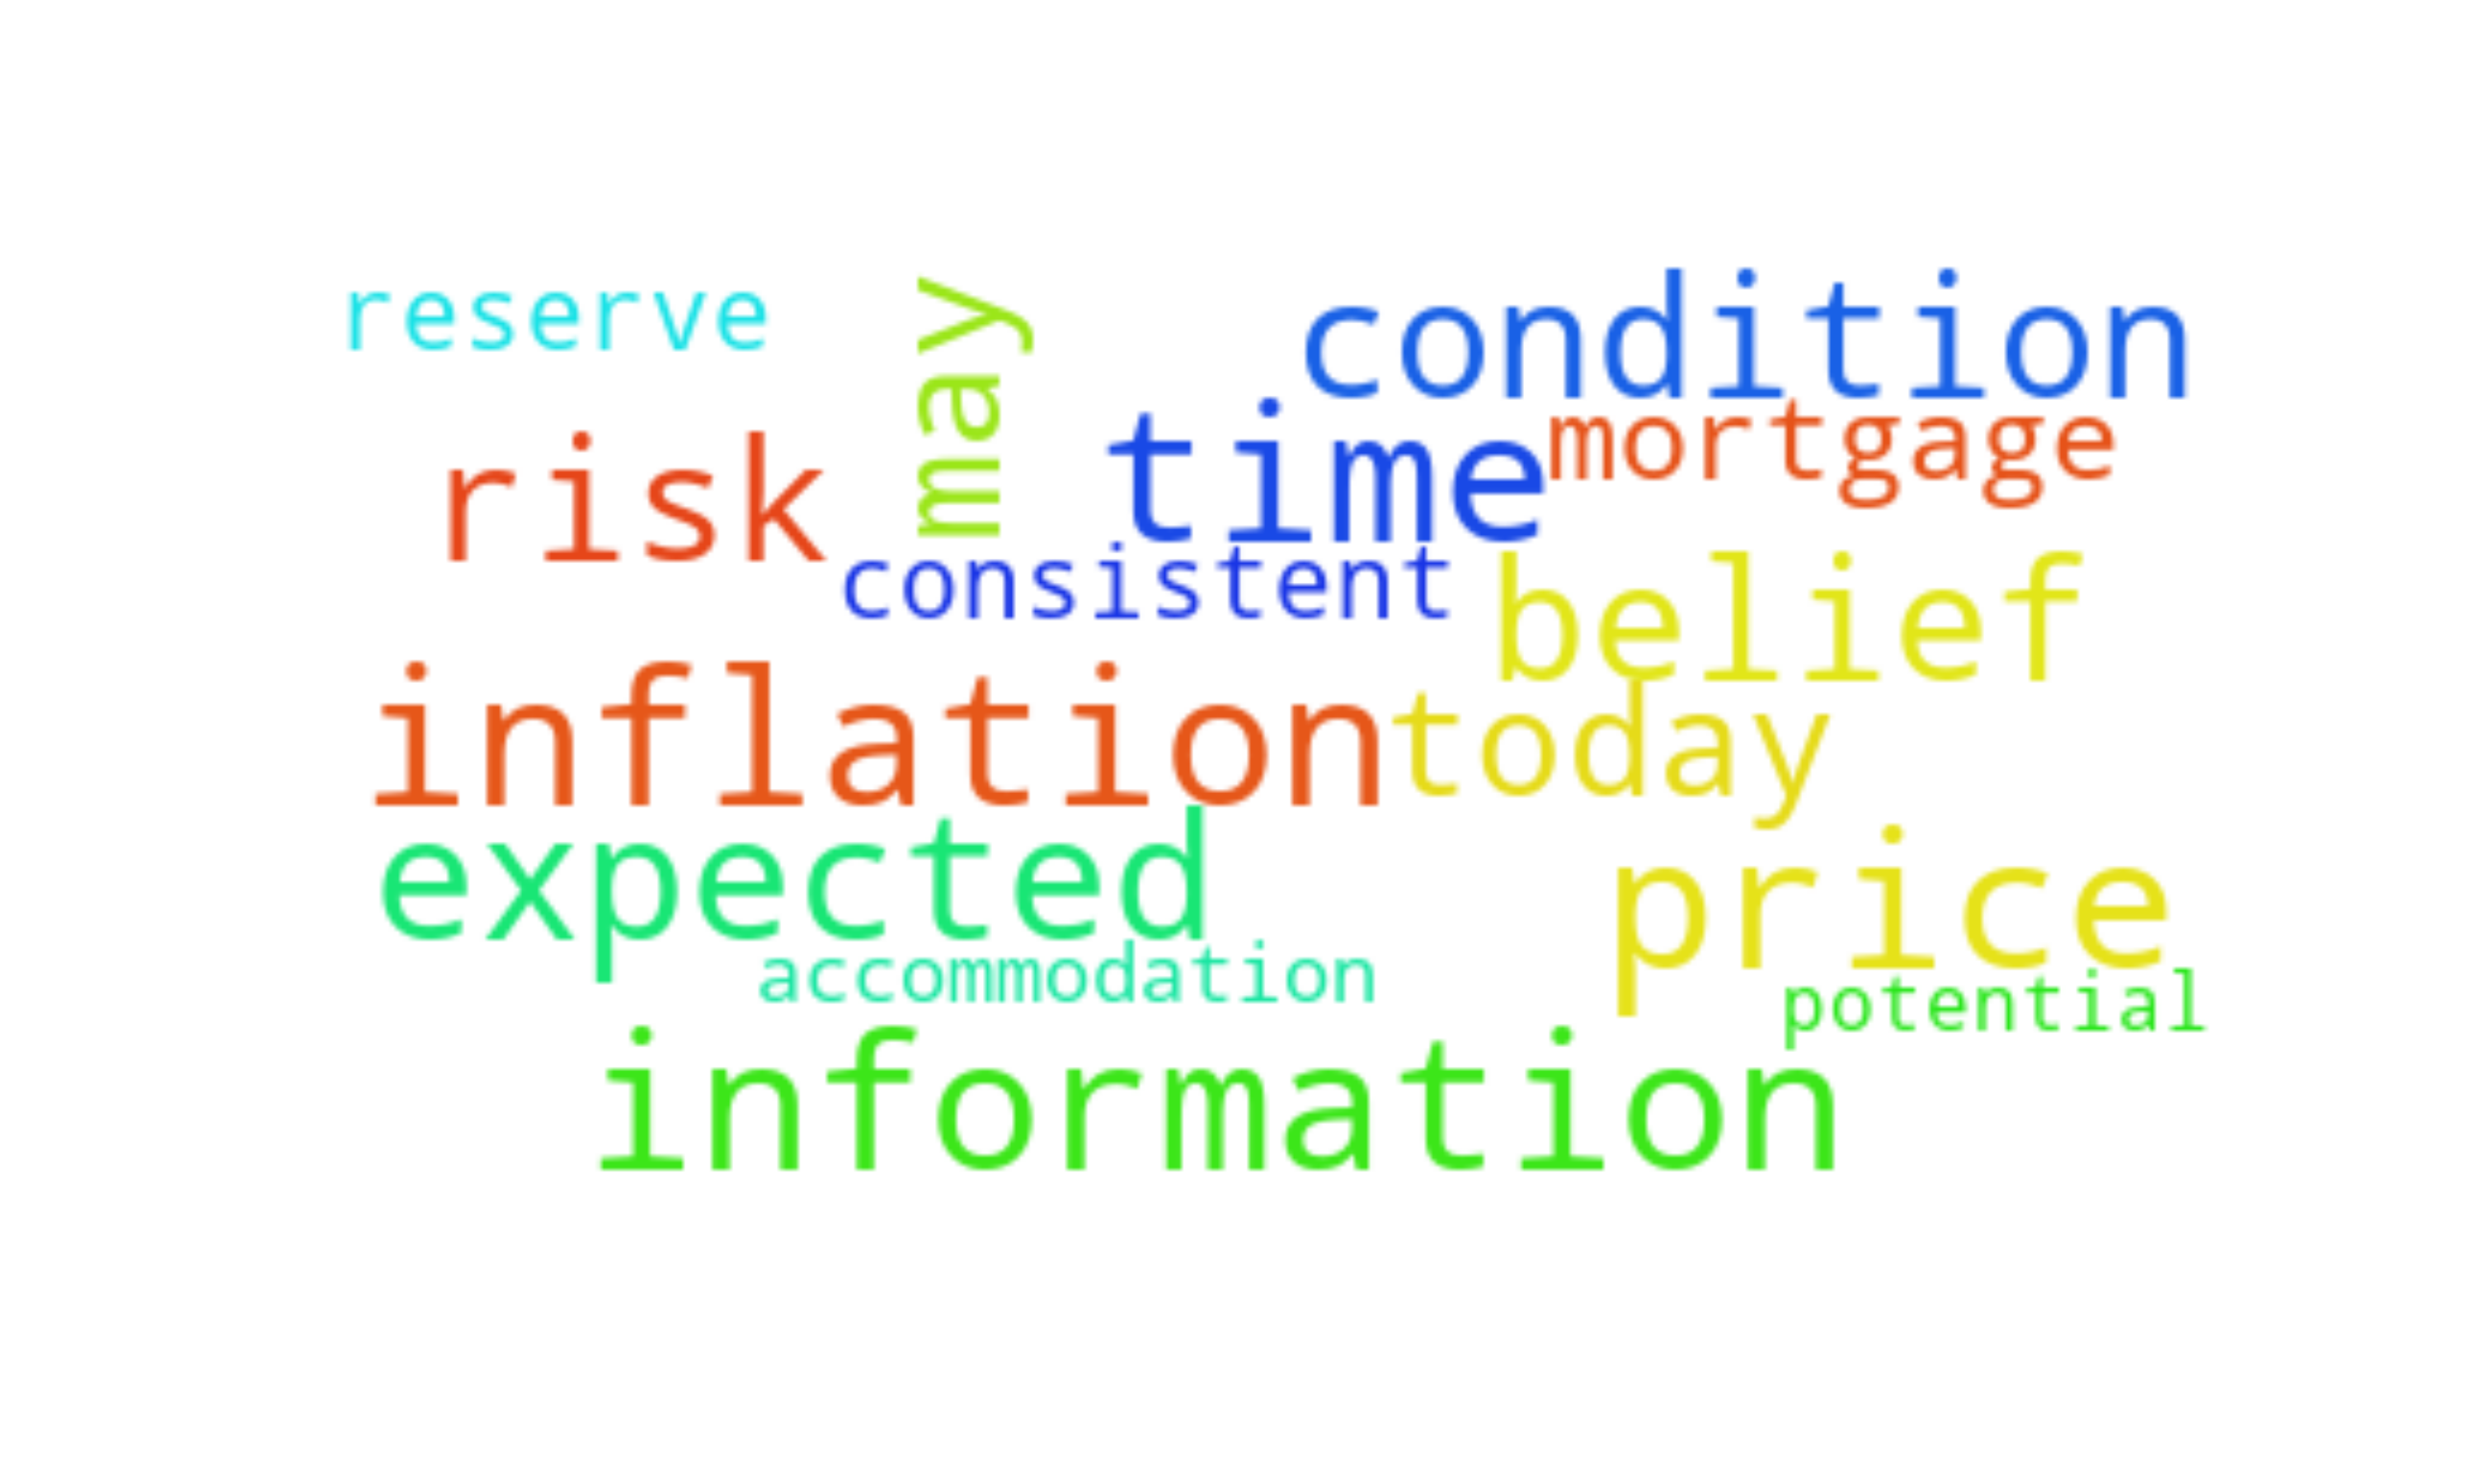 reserve
may
condition
risk
time
mortgage
consistent
belief
inflation
today
expected
price
accommodation
potential
information